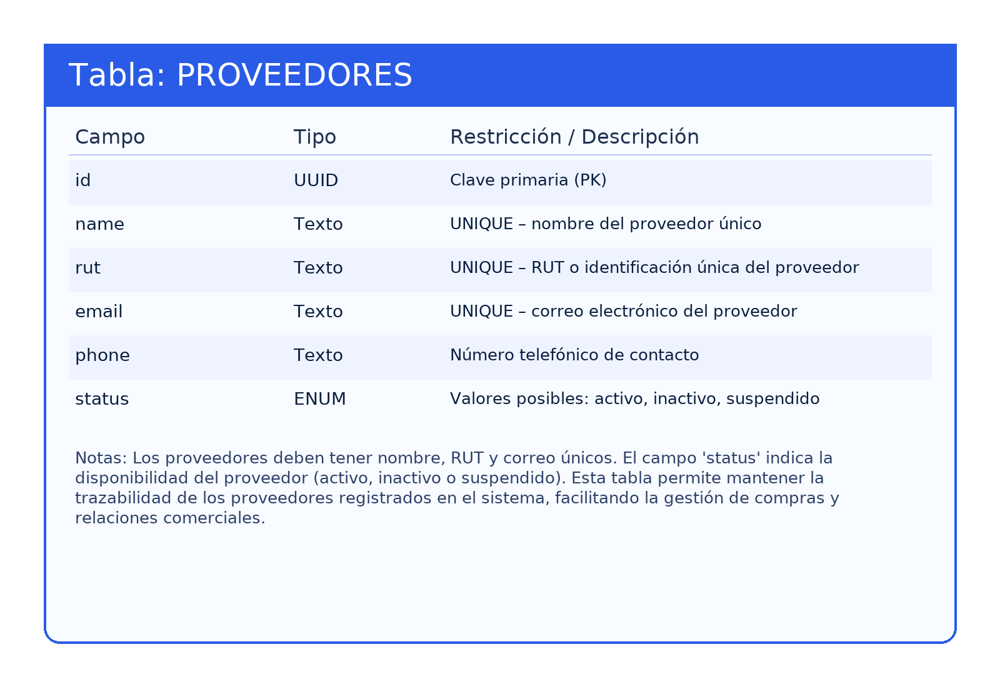 Tabla: PROVEEDORES
Campo Tipo Restricción / Descripción
id UUID Clave primaria (PK)
name Texto UNIQUE – nombre del proveedor único
rut Texto UNIQUE – RUT o identificación única del proveedor
email Texto UNIQUE – correo electrónico del proveedor
phone Texto Número telefónico de contacto
status ENUM Valores posibles: activo, inactivo, suspendido
Notas: Los proveedores deben tener nombre, RUT y correo únicos. El campo 'status' indica la
disponibilidad del proveedor (activo, inactivo o suspendido). Esta tabla permite mantener la
trazabilidad de los proveedores registrados en el sistema, facilitando la gestión de compras y
relaciones comerciales.